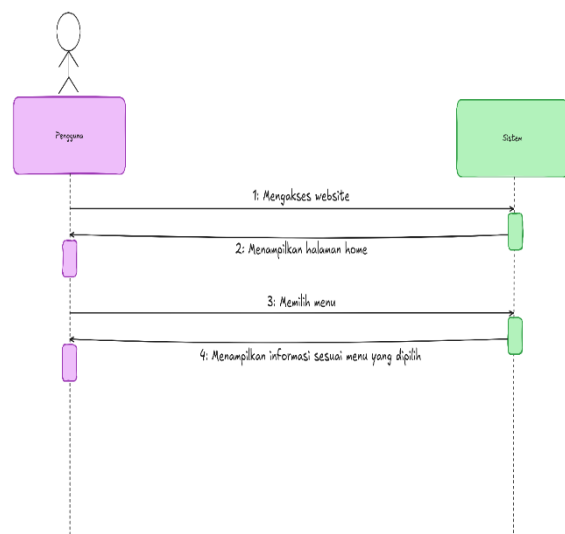 Pengguna
Sistem
1: Mengakses website
2: Menampilkan halaman home
3: Memilih menu
4: Menampilkan informasi sesuai menu yang dipilih